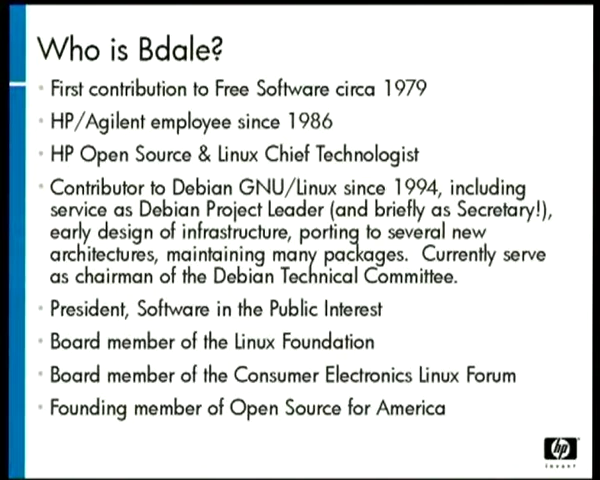 Who is Bdale?
• First contribution to Free Software circa 1979
• HP/Agilent employee since 1986
• HP Open Source & Linux Chief Technologist
• Contributor to Debian GNU/Linux since 1994, including
service as Debian Project Leader (and briefly as Secretary!),
early design of infrastructure, porting to several new
architectures, maintaining many packages. Currently serve
as chairman of the Debian Technical Committee.
• President, Software in the Public Interest
• Board member of the Linux Foundation
• Board member of the Consumer Electronics Linux Forum
• Founding member of Open Source for America
hp
invent